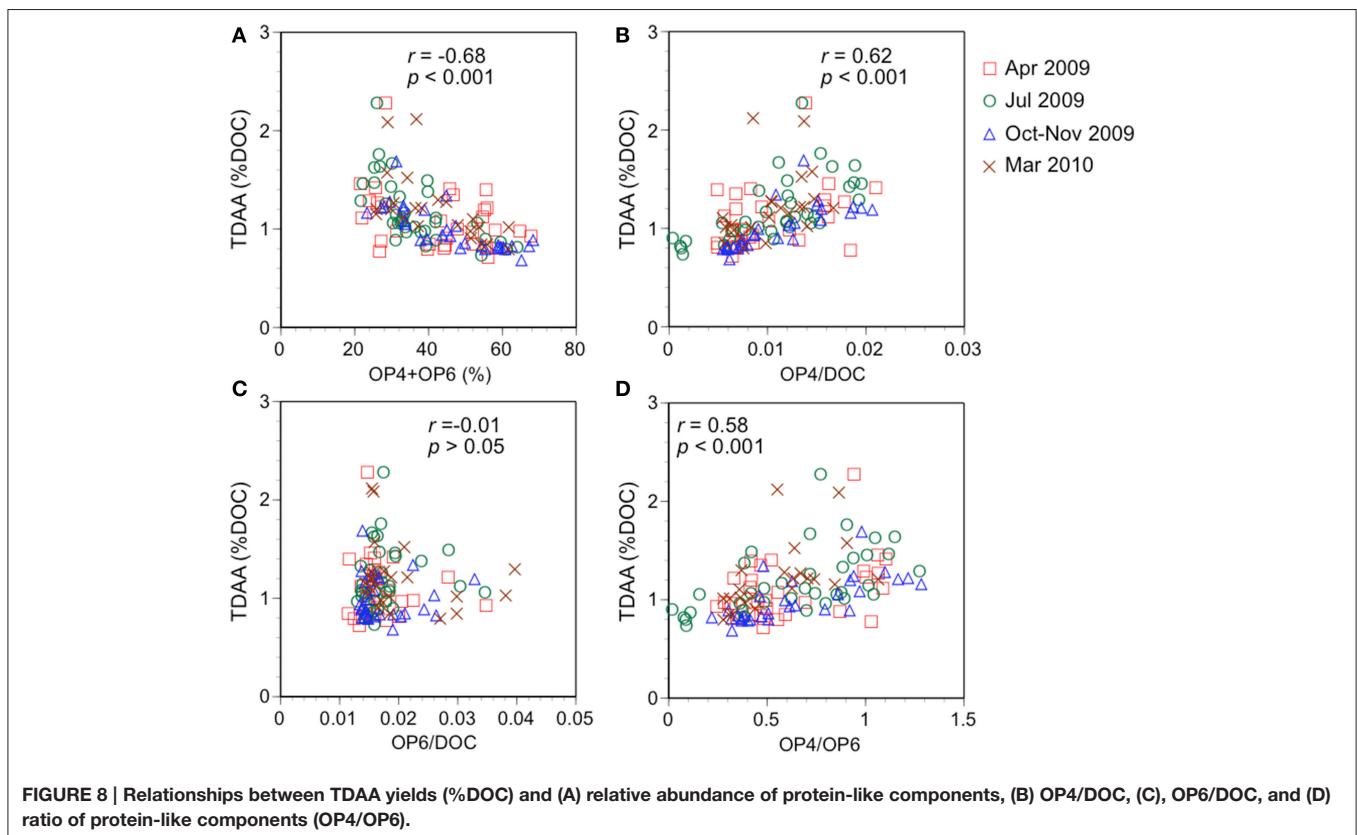 A
r = -0.68
p < 0.001
3
2
1
0
TDAA (%DOC)
0 20 40 60 80
OP4+OP6 (%)
B
r = 0.62
p < 0.001
3
2
1
0
TDAA (%DOC)
0 0.01 0.02 0.03
OP4/DOC
Apr 2009
Jul 2009
Oct-Nov 2009
Mar 2010
C
r =-0.01
p > 0.05
3
2
1
0
TDAA (%DOC)
0 0.01 0.02 0.03 0.04 0.05
OP6/DOC
D
r = 0.58
p < 0.001
3
2
1
0
TDAA (%DOC)
0 0.5 1 1.5
OP4/OP6
FIGURE 8 | Relationships between TDAA yields (%DOC) and (A) relative abundance of protein-like components, (B) OP4/DOC, (C), OP6/DOC, and (D)
ratio of protein-like components (OP4/OP6).